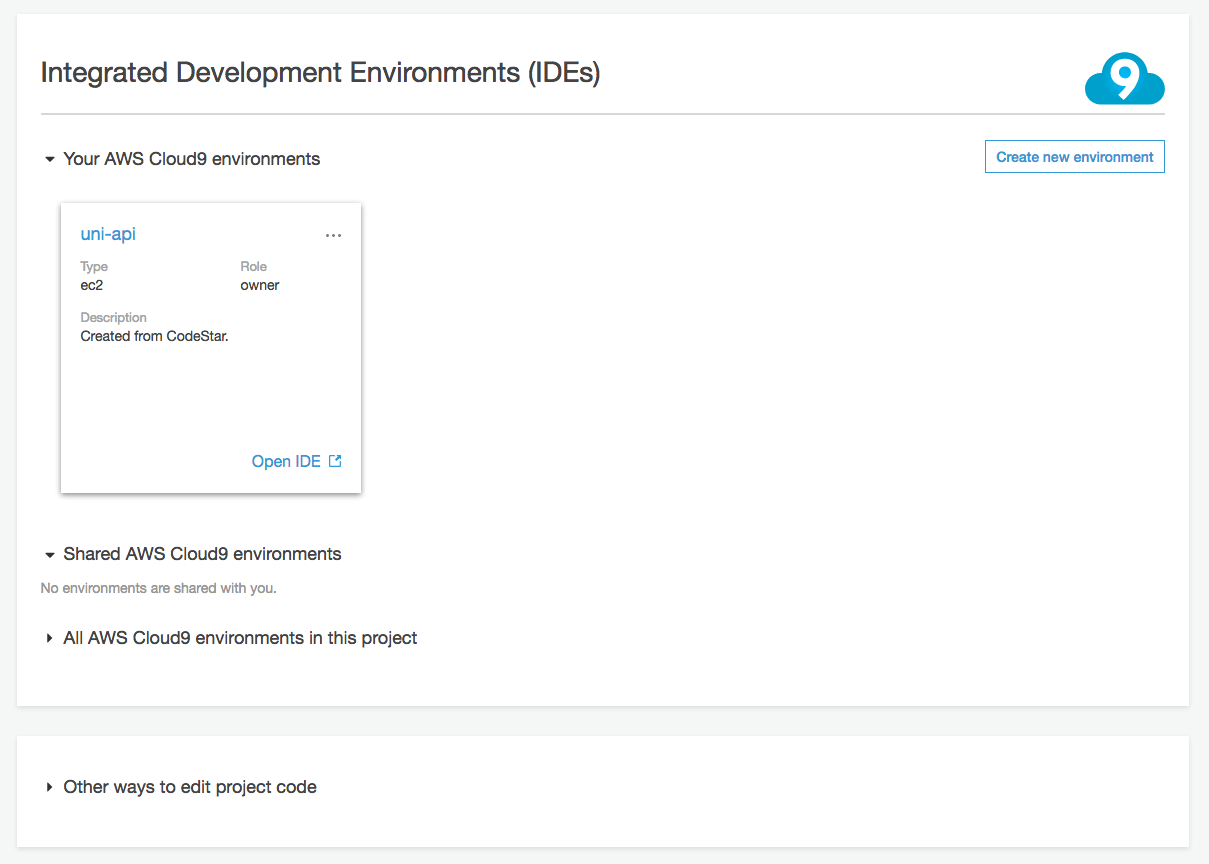 Integrated Development Environments (IDEs)
9
Your AWS Cloud9 environments
Create new environment
uni-api
...
Type
Role
ec2
owner
Description
Created from CodeStar.
Open IDE
Shared AWS Cloud9 environments
No environments are shared with you.
All AWS Cloud9 environments in this project
Other ways to edit project code